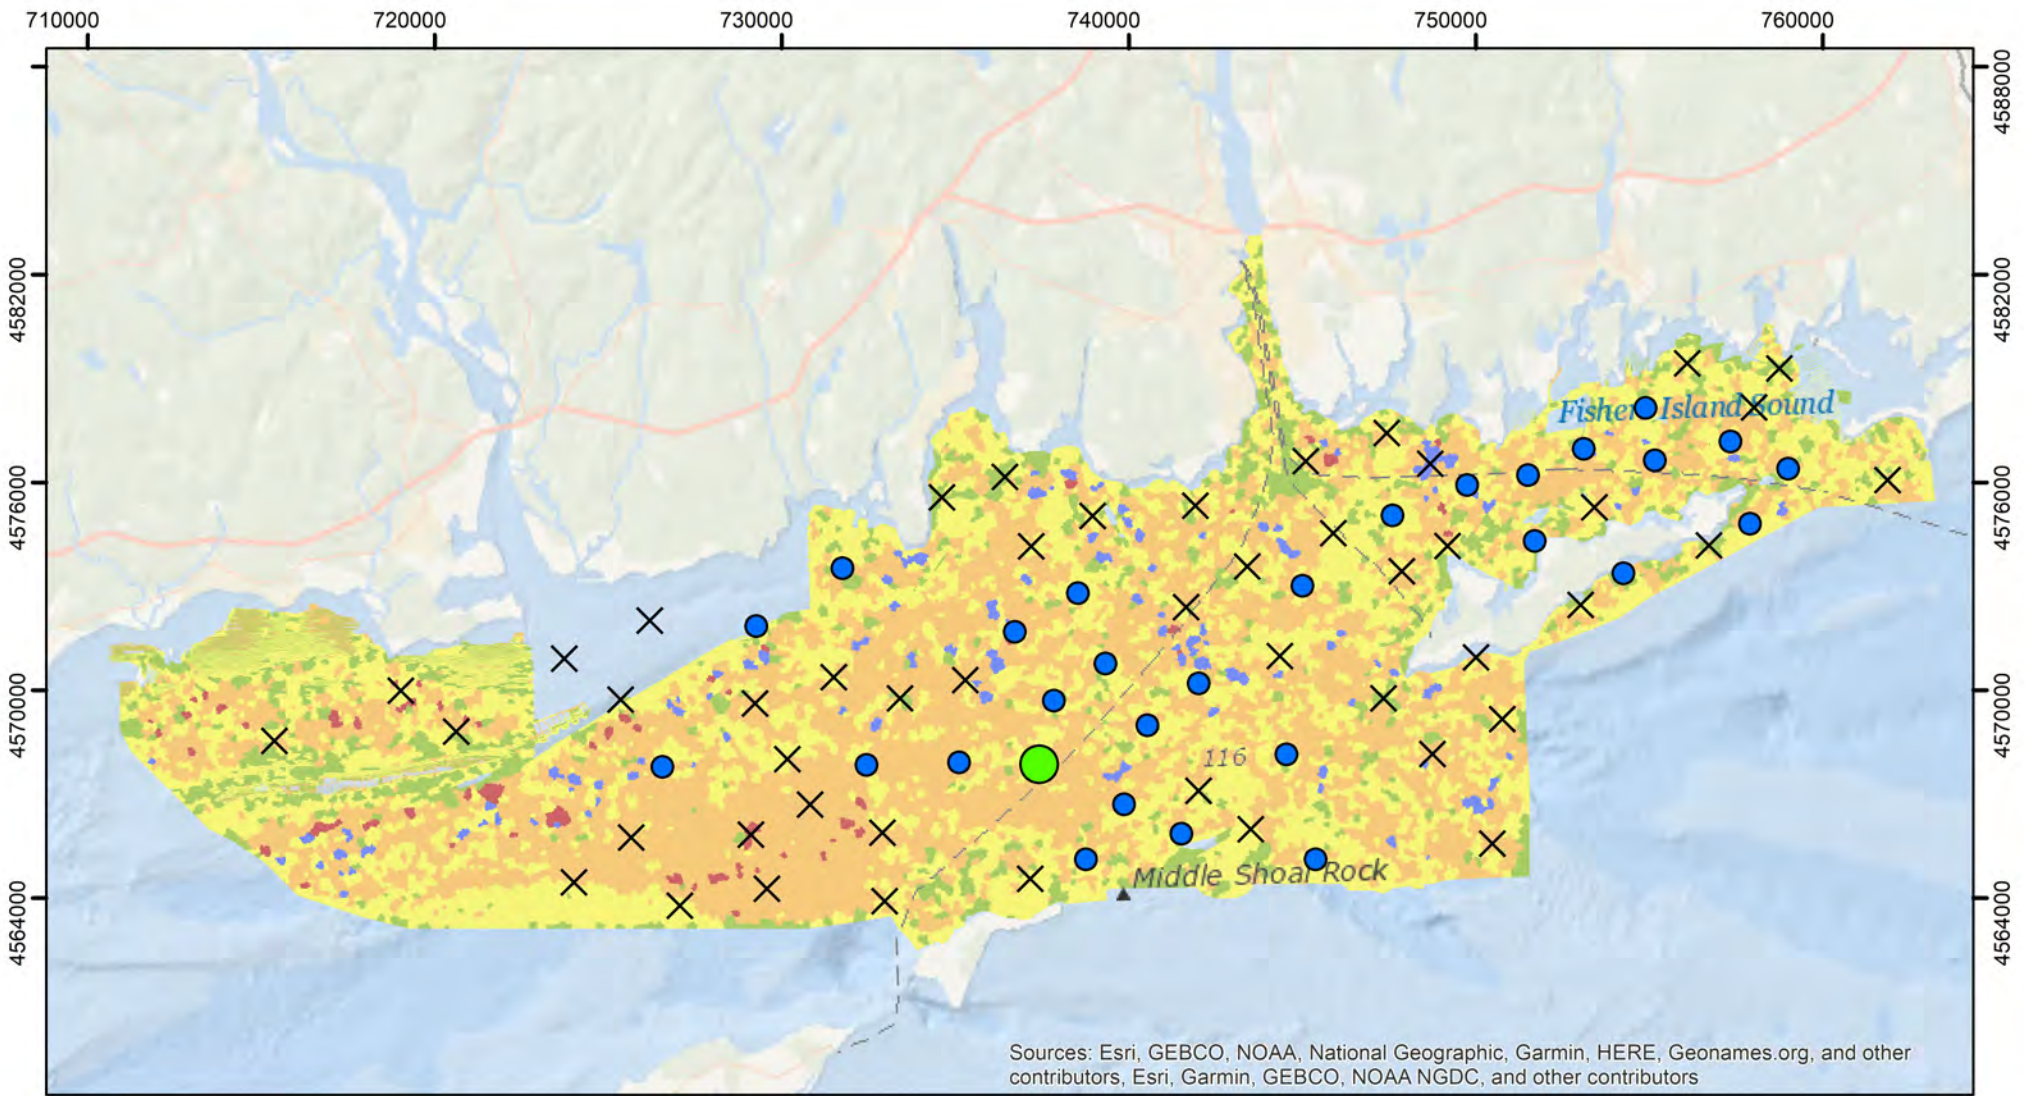 710000 720000 730000 740000 750000 760000
4588000
4582000 4582000
Fisher Island Sound
4576000 4576000
4570000 4570000
116
Middle Shoal Rock
4564000 4564000
Sources: Esri, GEBCO, NOAA, National Geographic, Garmin, HERE, Geonames.org, and other
contributors, Esri, Garmin, GEBCO, NOAA NGDC, and other contributors